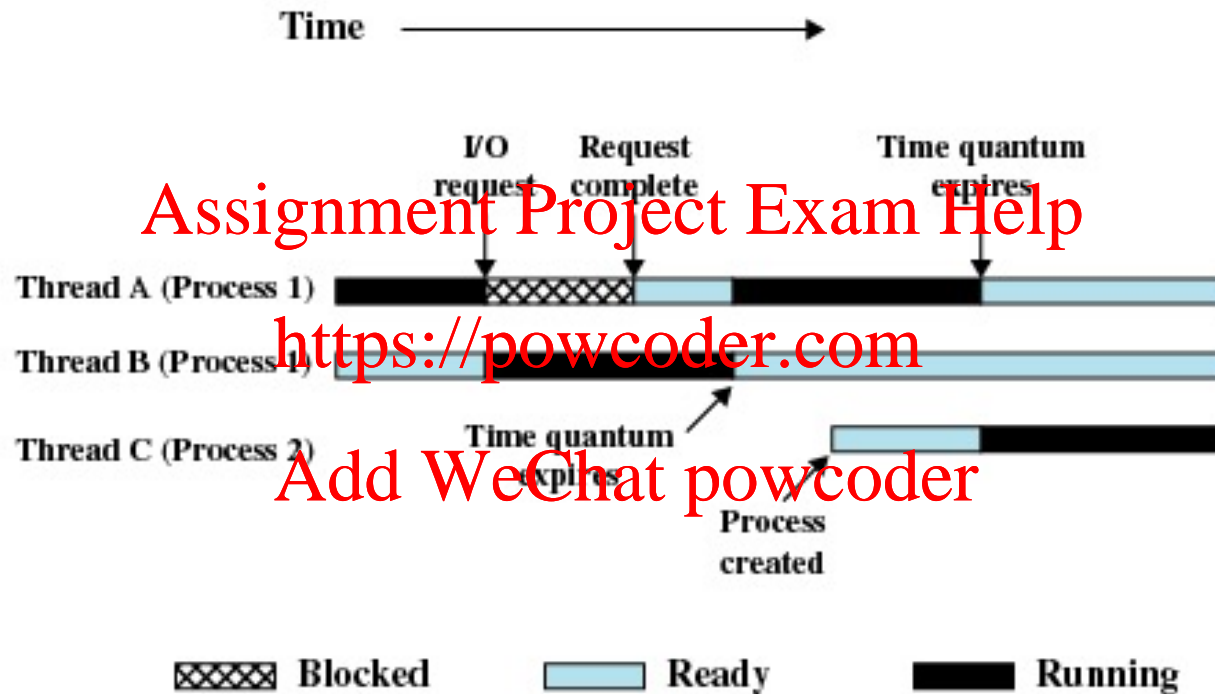 Time
I/O
request
Request
complete
Time quantum
expires
Assignment Project Exam Help
Thread A (Process 1)
https://powcoder.com
Thread B (Process 1)
Thread C (Process 2)
Time quantum
expires
Add WeChat powcoder
Process
created
Blocked
Ready
Running